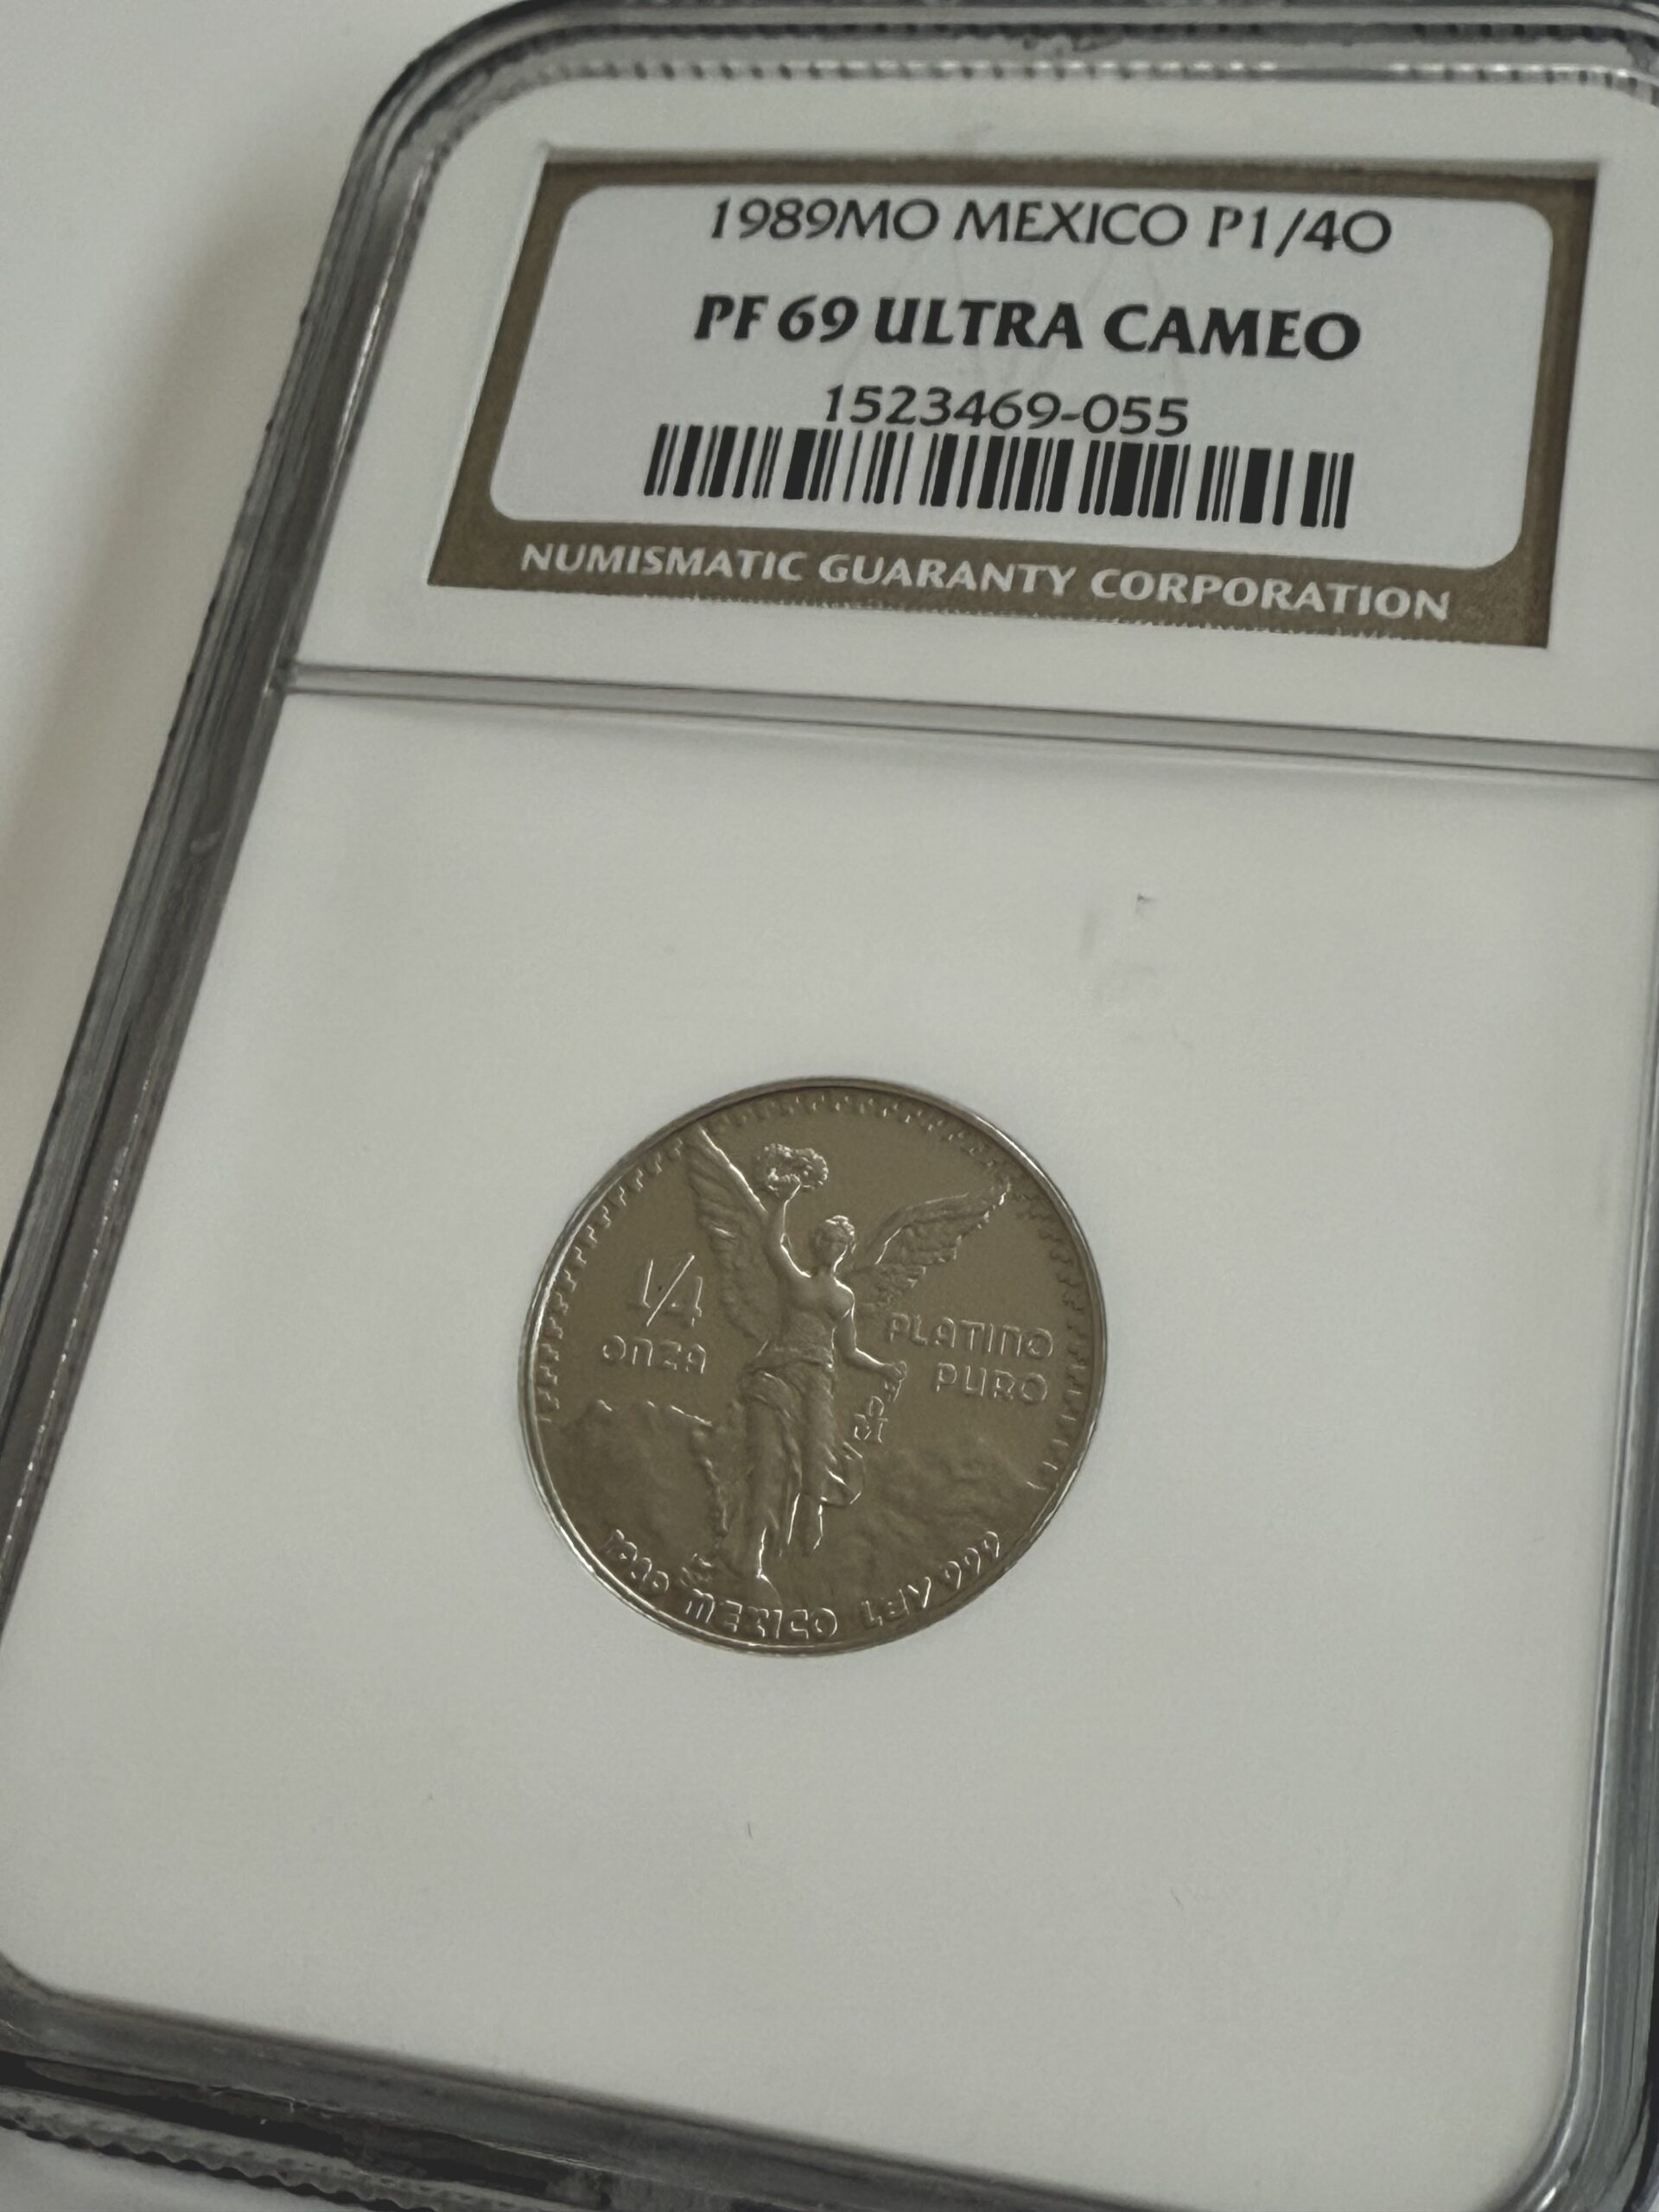 1989MO MEXICO P1/4O
PF 69 ULTRA CAMEO
1523469-055
NUMISMATIC GUARANTY CORPORATION
1/4
ONZA
PLATINO
PURO
MEXICO LEY 999